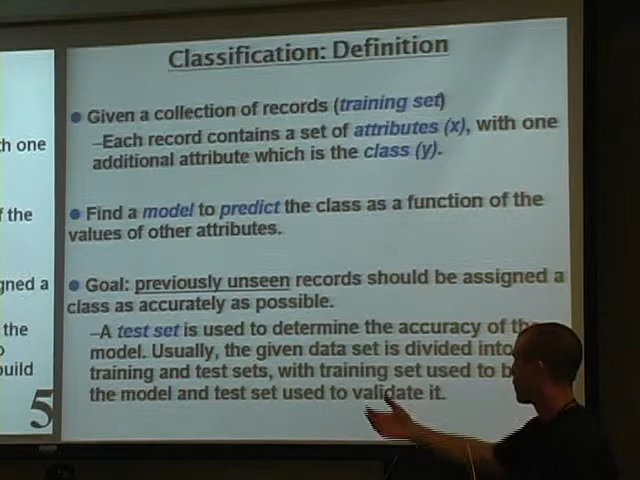 Classification: Definition
Given a collection of records (training set)
–Each record contains a set of attributes (x), with one
additional attribute which is the class (y).
Find a model to predict the class as a function of the
values of other attributes.
Goal: previously unseen records should be assigned a
class as accurately as possible.
–A test set is used to determine the accuracy of
model. Usually, the given data set is divided into
training and test sets, with training set used to
the model and test set used to validate it.
one
the
a
the
5